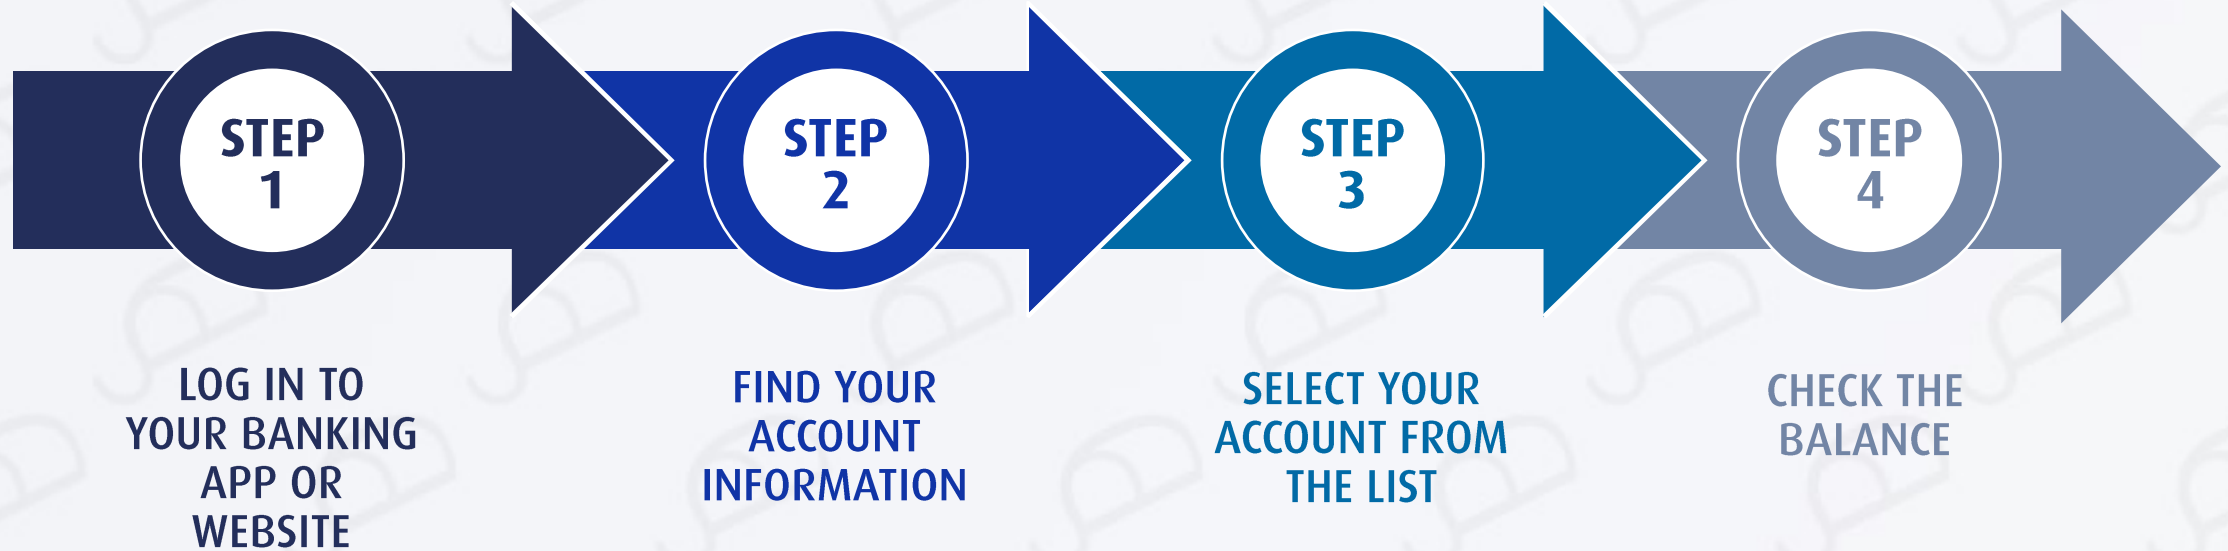 STEP
1
STEP
2
STEP
3
STEP
4
LOG IN TO
YOUR BANKING
APP OR
WEBSITE
FIND YOUR
ACCOUNT
INFORMATION
SELECT YOUR
ACCOUNT FROM
THE LIST
CHECK THE
BALANCE